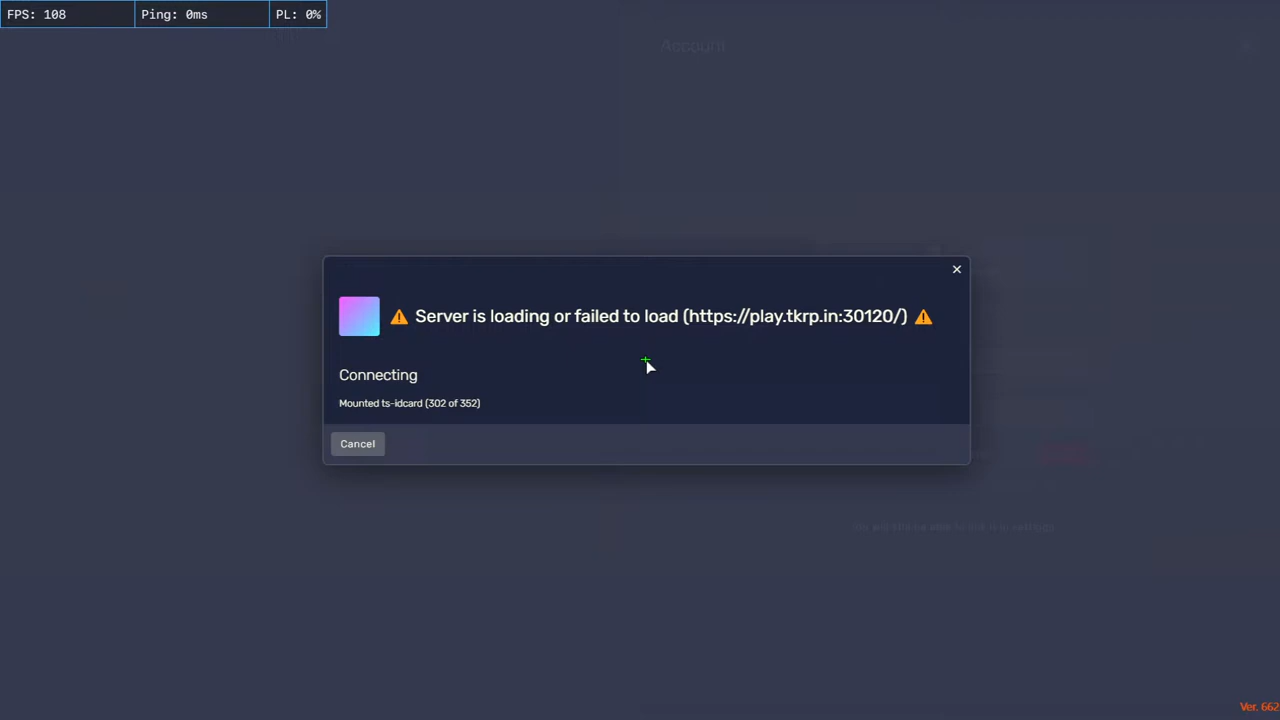 FPS: 108 Ping: 0ms PL: 0%
Account
⚠ Server is loading or failed to load (https://play.tkrp.in:30120/) ⚠
Connecting
Mounted ts-idcard (302 of 352)
Cancel
Ver. 662